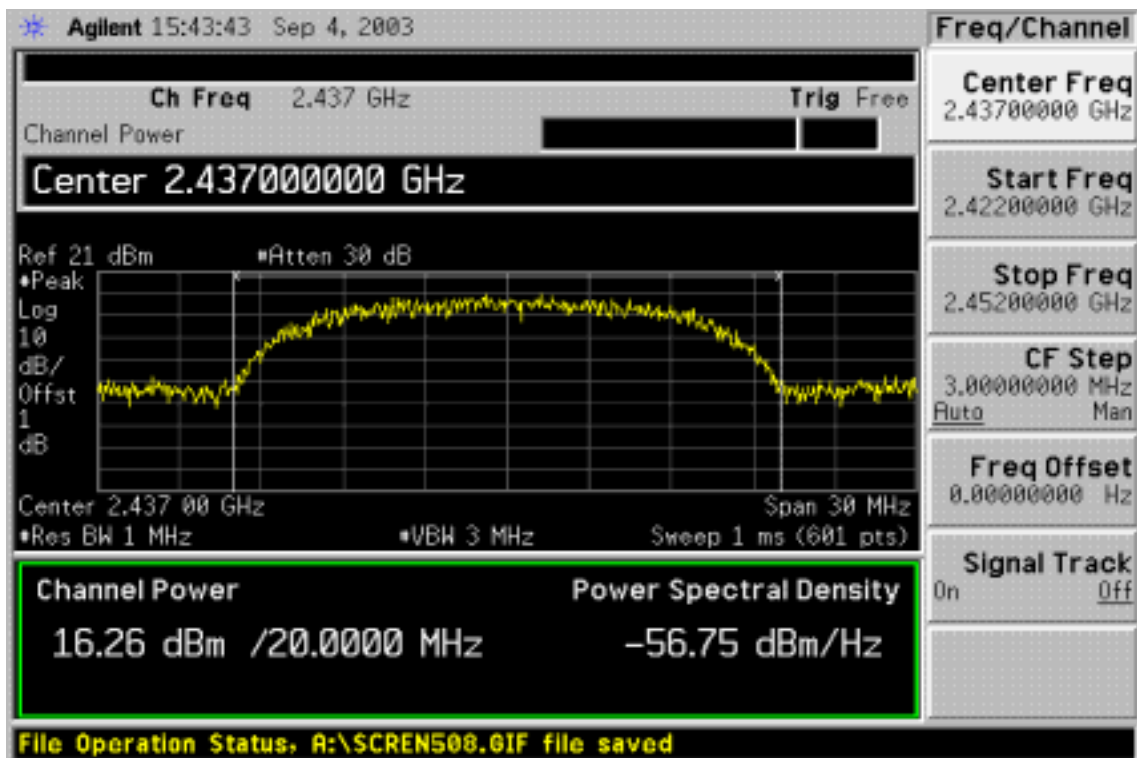 Agilent 15:43:43 Sep 4, 2003
Freq/Channel
Ch Freq 2.437 GHz
Trig Free
Channel Power
Center 2.437000000 GHz
Ref 21 dBm
#Atten 30 dB
#Peak
Log
10
dB/
Offst
1
dB
Center 2.437 00 GHz
Span 30 MHz
#Res BW 1 MHz
#VBW 3 MHz
Sweep 1 ms (601 pts)
Channel Power
Power Spectral Density
16.26 dBm /20.0000 MHz
-56.75 dBm/Hz
Center Freq
2.43700000 GHz
Start Freq
2.42200000 GHz
Stop Freq
2.45200000 GHz
CF Step
3.00000000 MHz
Auto Man
Freq Offset
0.00000000 Hz
Signal Track
On Off
File Operation Status, A:\SCREN508.GIF file saved